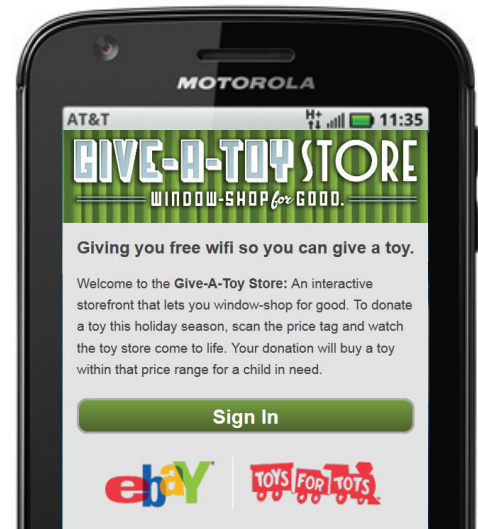 MOTOROLA
AT&T H+ 11:35
GIVE-A-TOY STORE
WINDOW-SHOP for GOOD.
Giving you free wifi so you can give a toy.
Welcome to the Give-A-Toy Store: An interactive
storefront that lets you window-shop for good. To donate
a toy this holiday season, scan the price tag and watch
the toy store come to life. Your donation will buy a toy
within that price range for a child in need.
Sign In
ebaY TOYS FOR TOTS